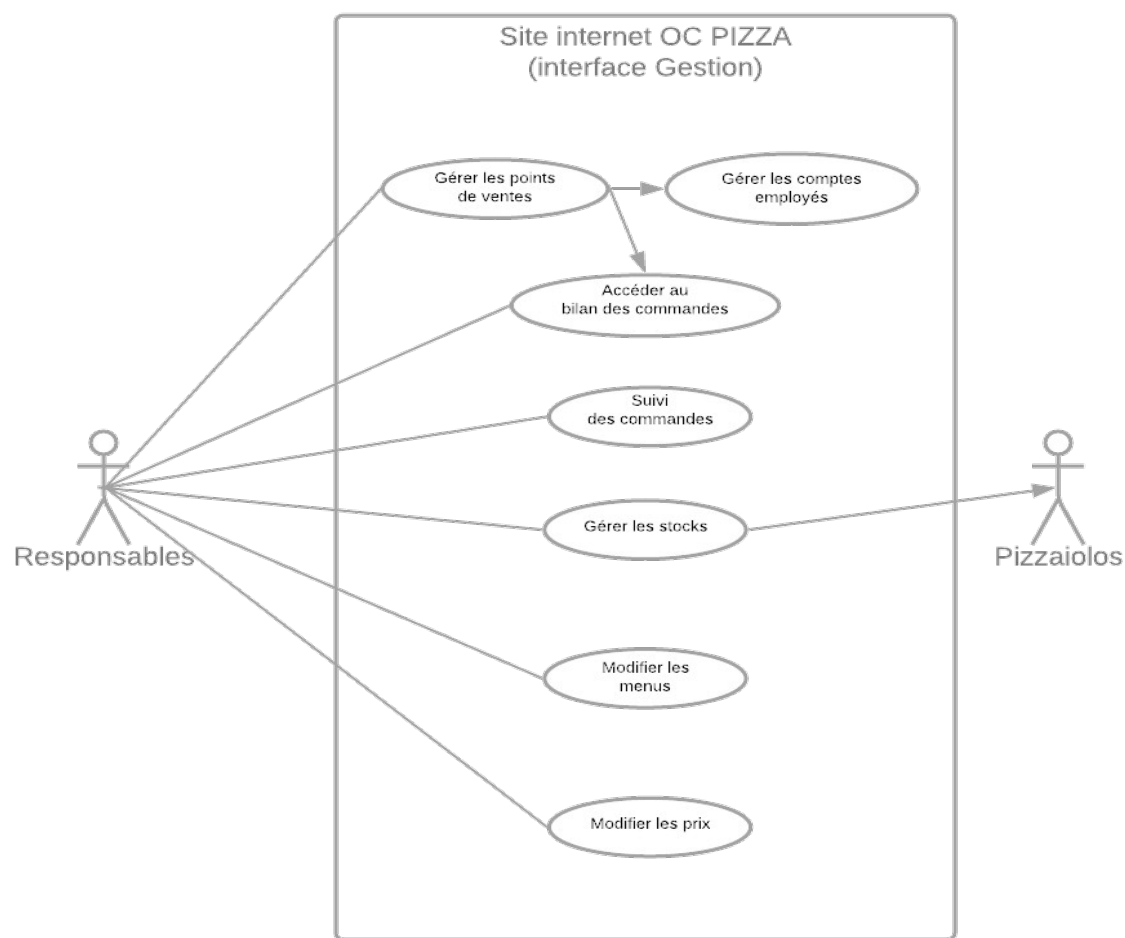 Site internet OC PIZZA
(interface Gestion)
Gérer les points
de ventes
Gérer les comptes
employés
Accéder au
bilan des commandes
Suivi
des commandes
Responsables
Gérer les stocks
Pizzaiolos
Modifier les
menus
Modifier les prix